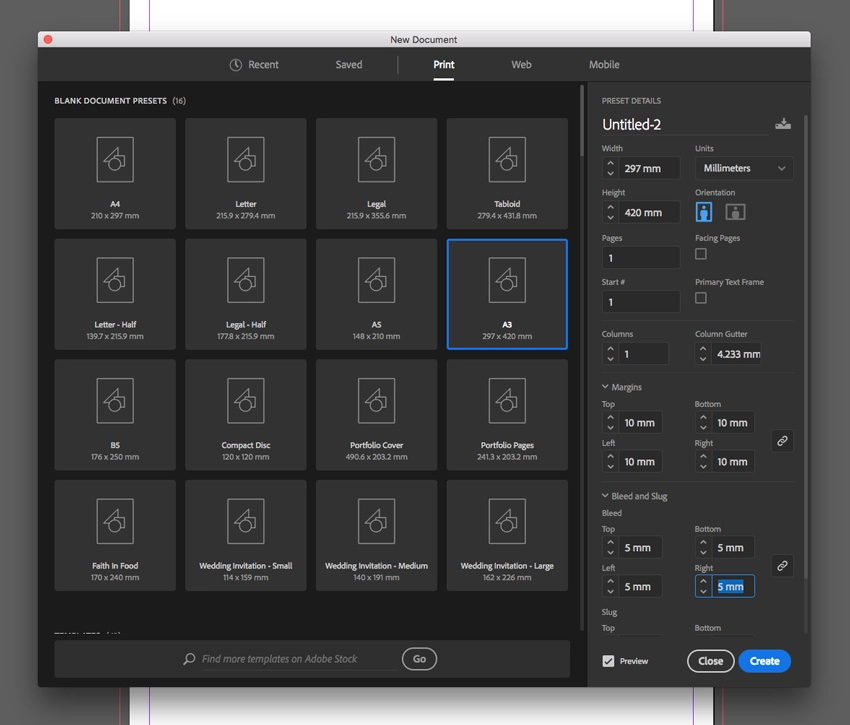 New Document
Recent
Saved
Print
Web
Mobile
BLANK DOCUMENT PRESETS (16)
A4
210 x 297 mm
Letter
215.9 x 279.4 mm
Legal
215.9 x 355.6 mm
Tabloid
279.4 x 431.8 mm
Letter - Half
139.7 x 215.9 mm
Legal - Half
177.8 x 215.9 mm
A5
148 x 210 mm
A3
297 x 420 mm
B5
176 x 250 mm
Compact Disc
120 x 120 mm
Portfolio Cover
490.6 x 203.2 mm
Portfolio Pages
241.3 x 203.2 mm
Faith In Food
170 x 240 mm
Wedding Invitation - Small
114 x 159 mm
Wedding Invitation - Medium
140 x 191 mm
Wedding Invitation - Large
162 x 226 mm
Find more templates on Adobe Stock
Go
PRESET DETAILS
Untitled-2
Width
Units
297 mm
Millimeters
Height
Orientation
420 mm
Pages
Facing Pages
1
Start #
Primary Text Frame
1
Columns
Column Gutter
1
4.233 mm
Margins
Top
Bottom
10 mm
10 mm
Left
Right
10 mm
10 mm
Bleed and Slug
Bleed
Top
Bottom
5 mm
5 mm
Left
Right
5 mm
5 mm
Slug
Top
Bottom
Preview
Close
Create